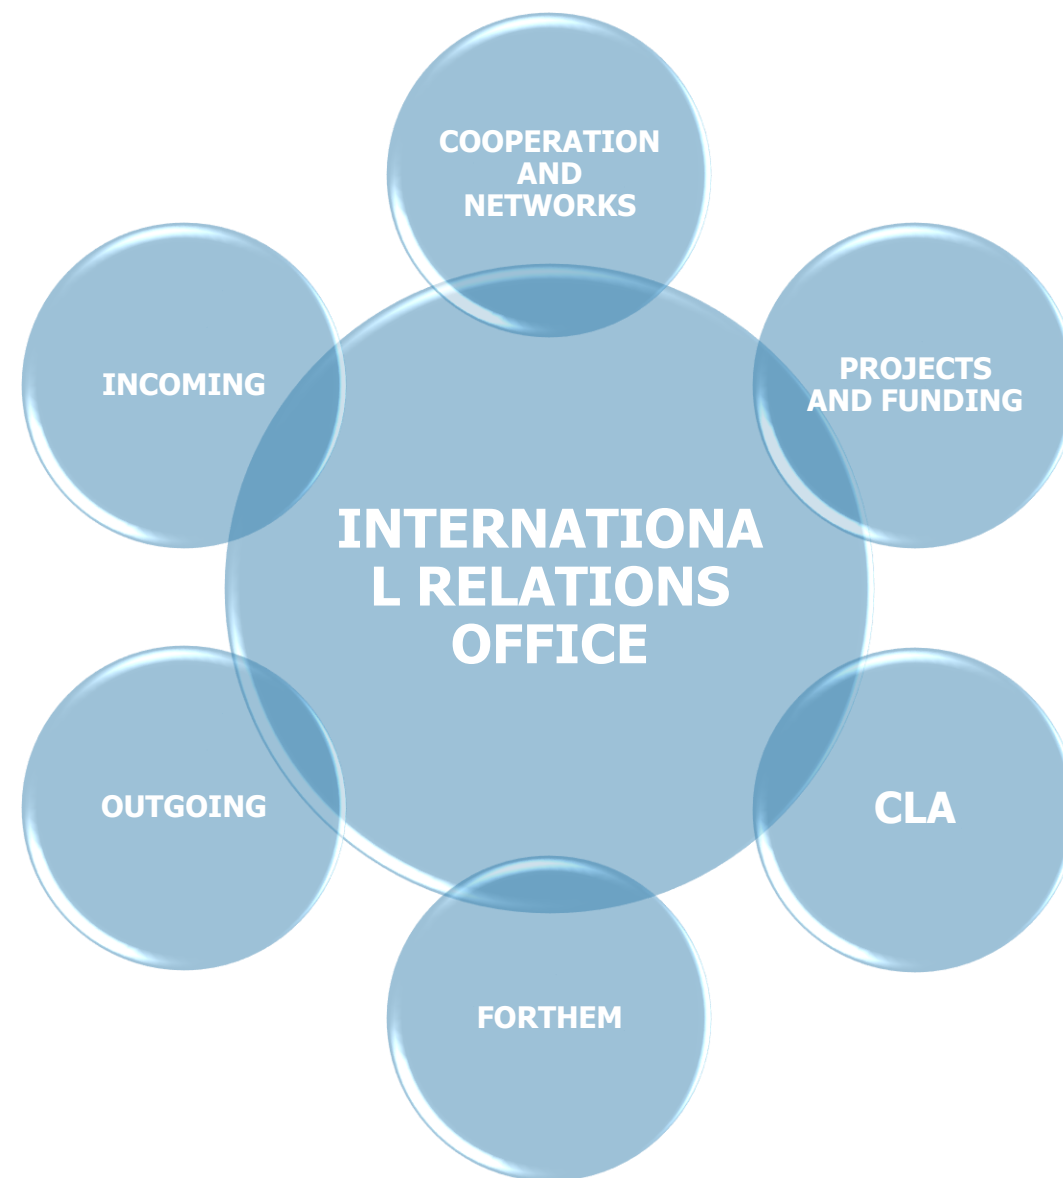 COOPERATION
AND
NETWORKS
INCOMING
PROJECTS
AND FUNDING
INTERNATIONA
L RELATIONS
OFFICE
OUTGOING
CLA
FORTHEM